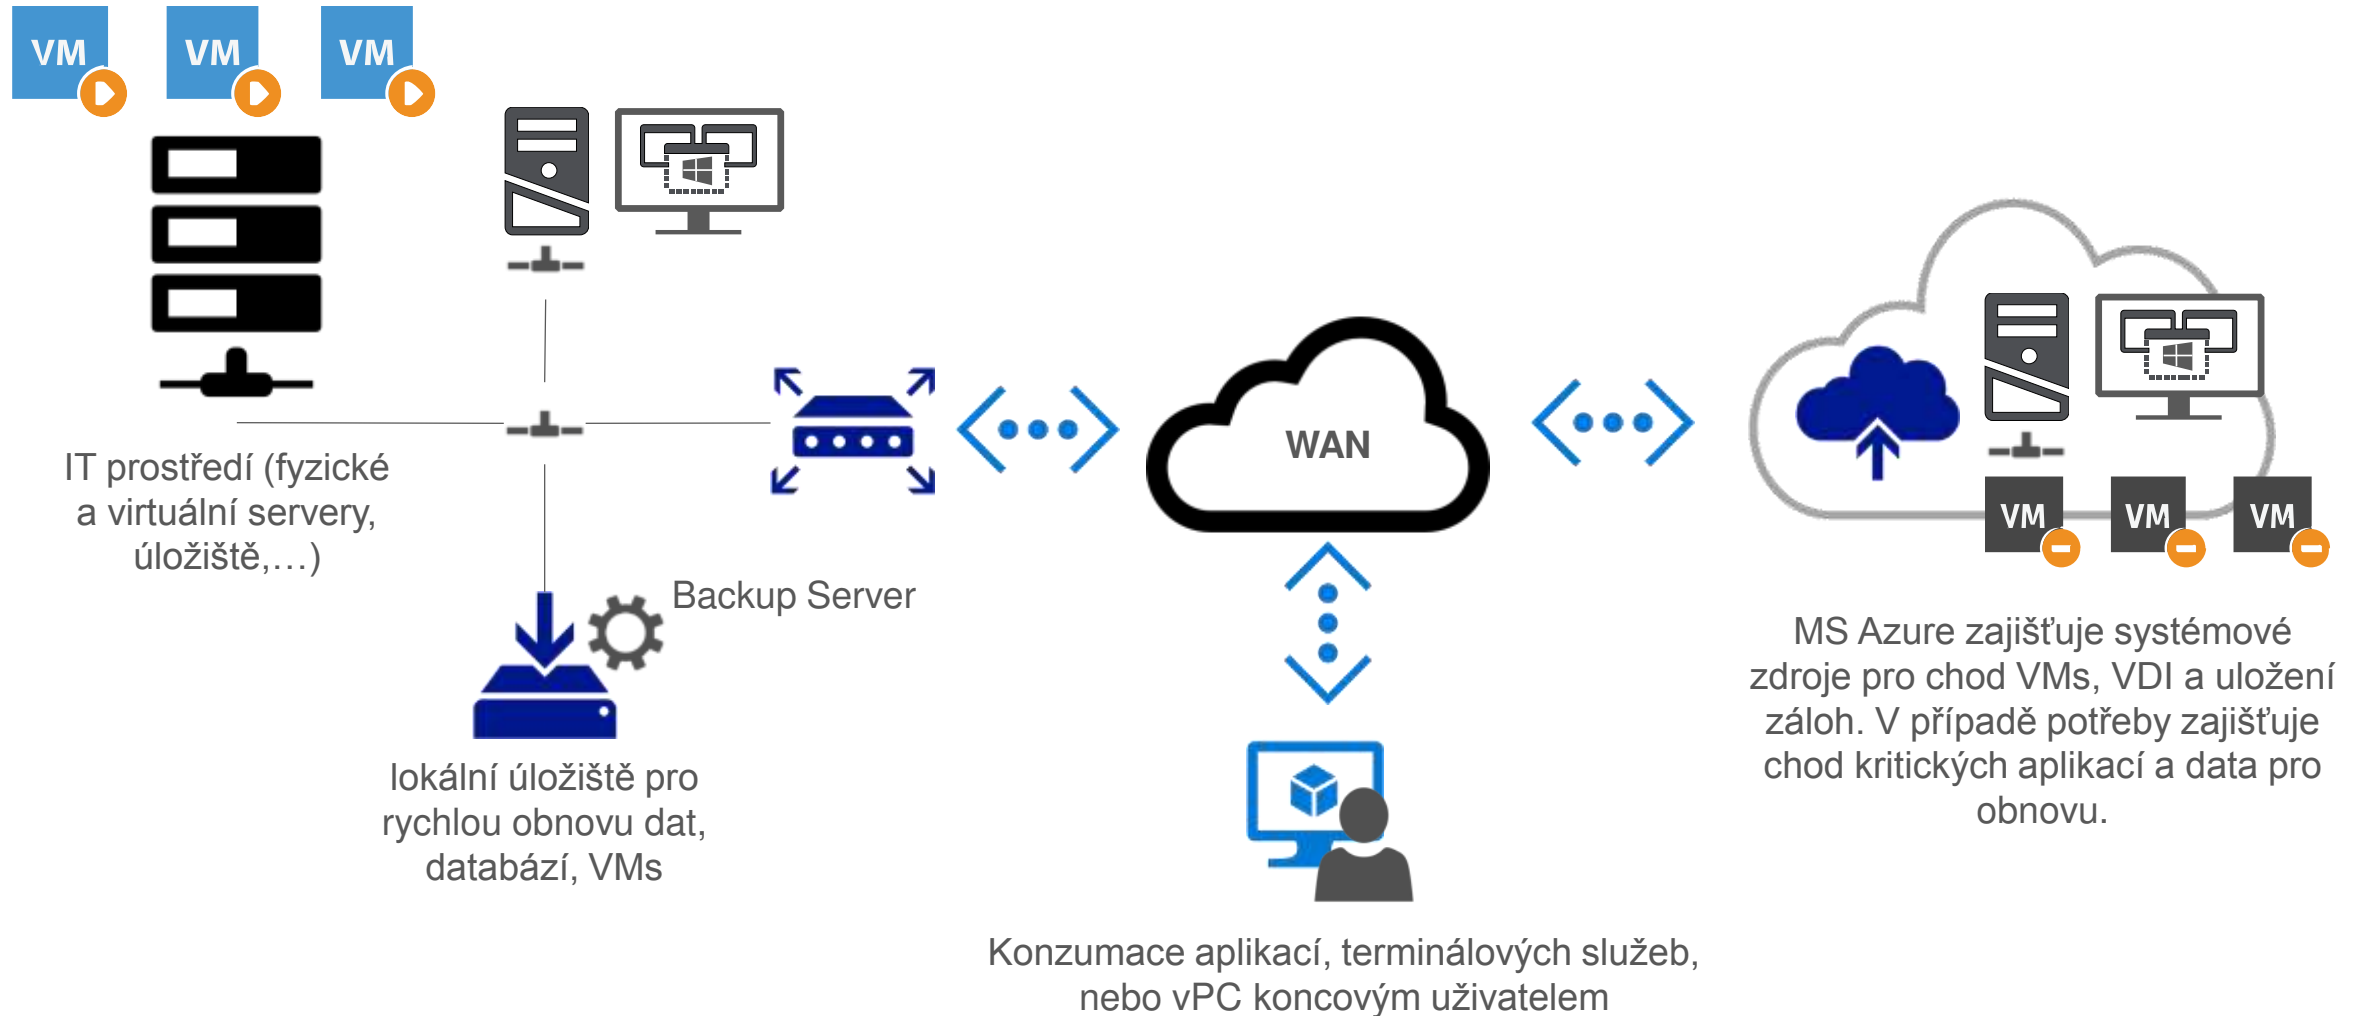 VM
VM
VM
IT prostředí (fyzické
a virtuální servery,
úložiště,…)
Backup Server
lokální úložiště pro
rychlou obnovu dat,
databází, VMs
WAN
Konzumace aplikací, terminálových služeb,
nebo vPC koncovým uživatelem
VM
VM
VM
MS Azure zajišťuje systémové
zdroje pro chod VMs, VDI a uložení
záloh. V případě potřeby zajišťuje
chod kritických aplikací a data pro
obnovu.